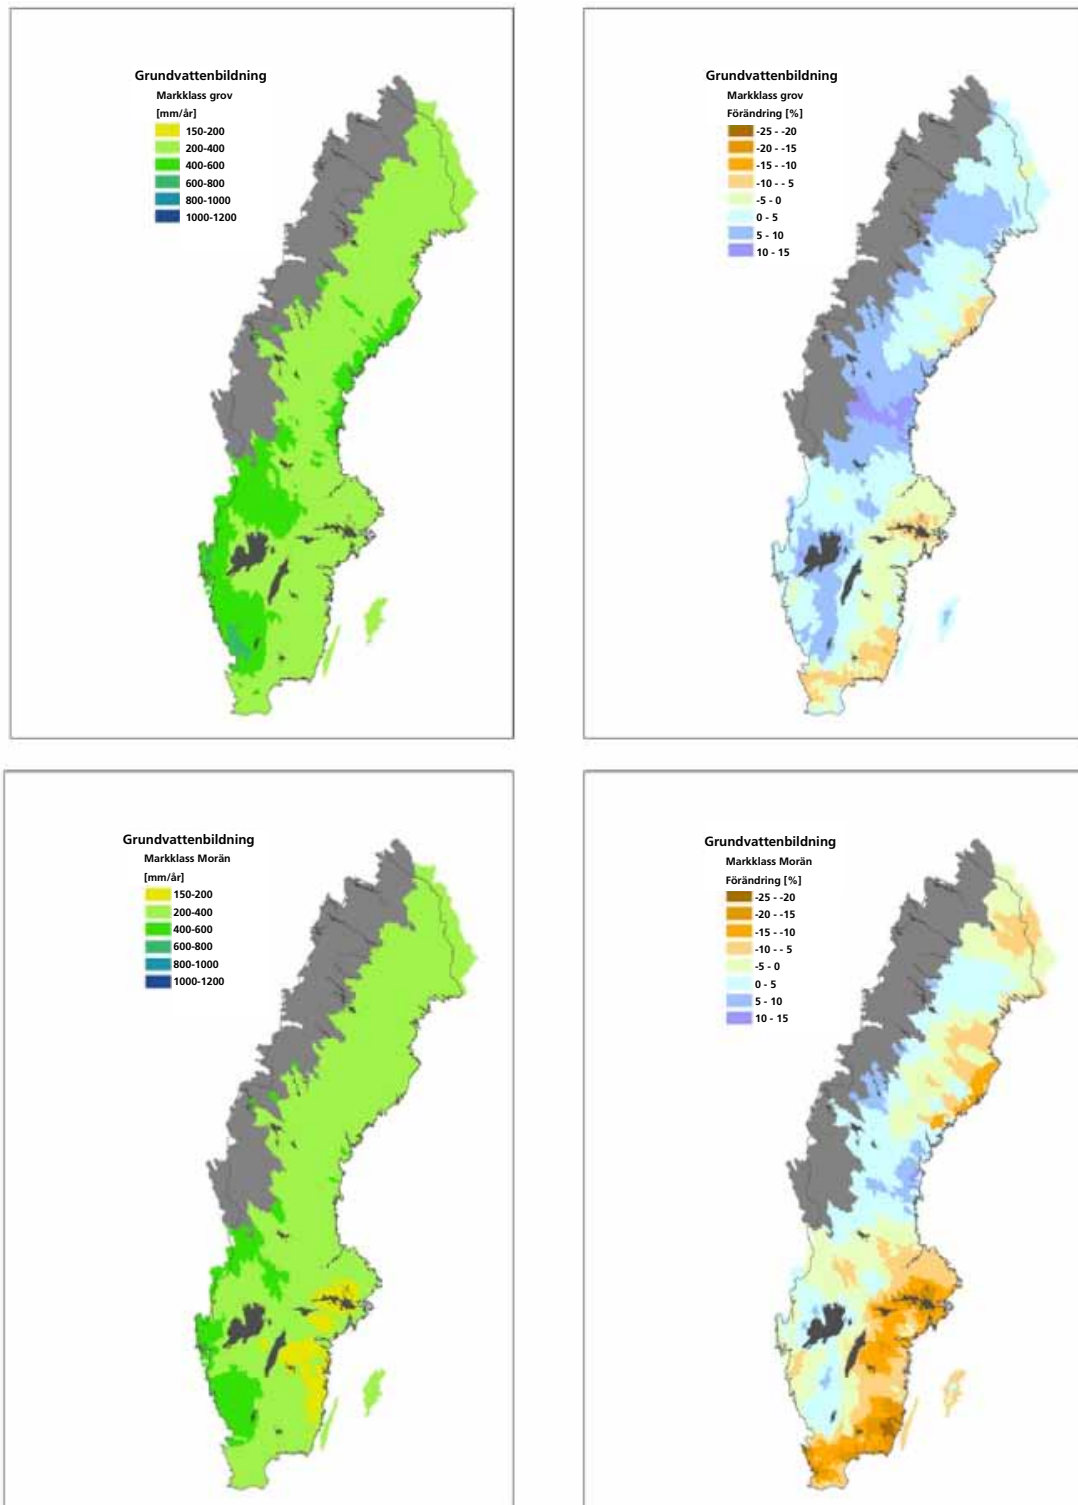 Grundvattenbildning
Markklass grov
[mm/år]
150-200
200-400
400-600
600-800
800-1000
1000-1200
Grundvattenbildning
Markklass grov
Förändring [%]
-25 - -20
-20 - -15
-15 - -10
-10 - - 5
-5 - 0
0 - 5
5 - 10
10 - 15
Grundvattenbildning
Markklass Morän
[mm/år]
150-200
200-400
400-600
600-800
800-1000
1000-1200
Grundvattenbildning
Markklass Morän
Förändring [%]
-25 - -20
-20 - -15
-15 - -10
-10 - - 5
-5 - 0
0 - 5
5 - 10
10 - 15